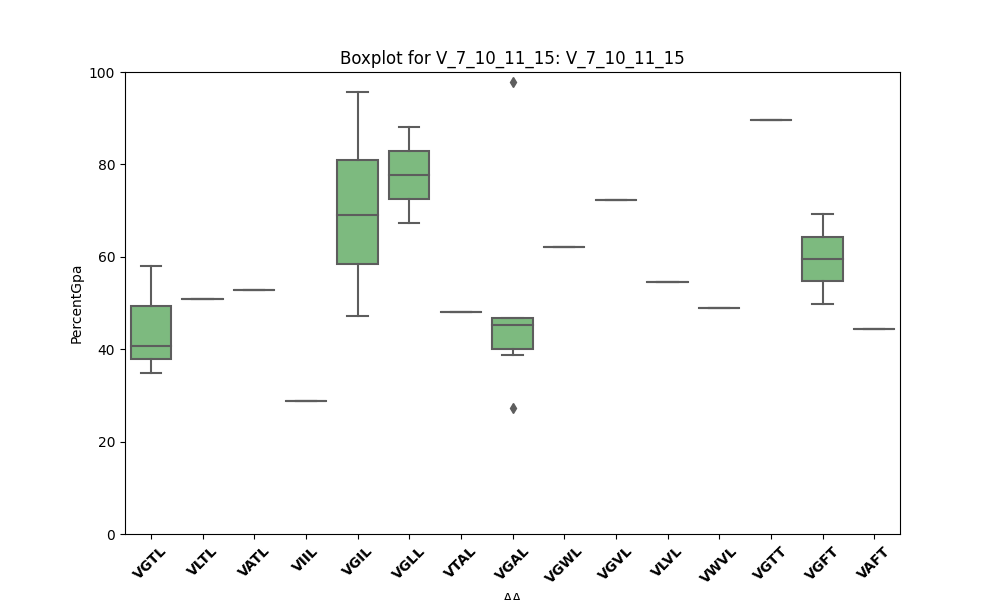 Boxplot for V_7_10_11_15: V_7_10_11_15
100
80
60
40
20
0
PercentGpa
VGTL
VLTL
VATL
VIIL
VGIL
VGLL
VTAL
VGAL
VGWL
VGVL
VLVL
VWVL
VGTT
VGFT
VAFT
AA